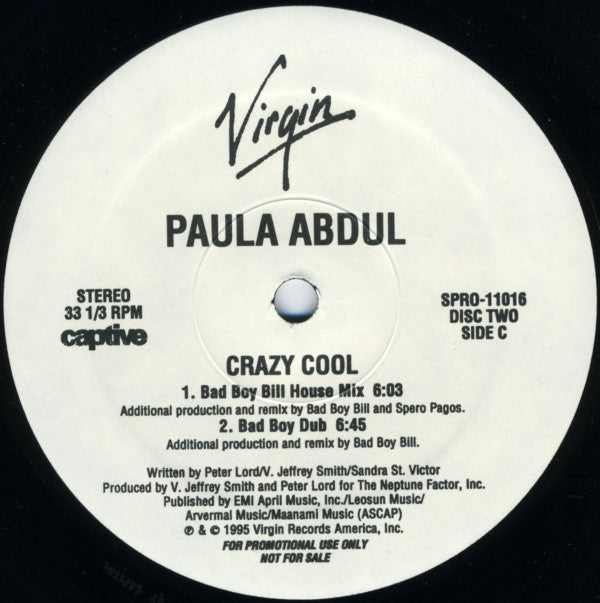 Virgin
PAULA ABDUL
STEREO
33 1/3 RPM
captive
SPRO-11016
DISC TWO
SIDE C
CRAZY COOL
1. Bad Boy Bill House Mix 6:03
Additional production and remix by Bad Boy Bill and Spero Pagos.
2. Bad Boy Dub 6:45
Additional production and remix by Bad Boy Bill.
Written by Peter Lord/V. Jeffrey Smith/Sandra St. Victor
Produced by V. Jeffrey Smith and Peter Lord for The Neptune Factor, Inc.
Published by EMI April Music, Inc./Leosun Music/
Arvermal Music/Maanami Music (ASCAP)
℗ & © 1995 Virgin Records America, Inc.
FOR PROMOTIONAL USE ONLY
NOT FOR SALE